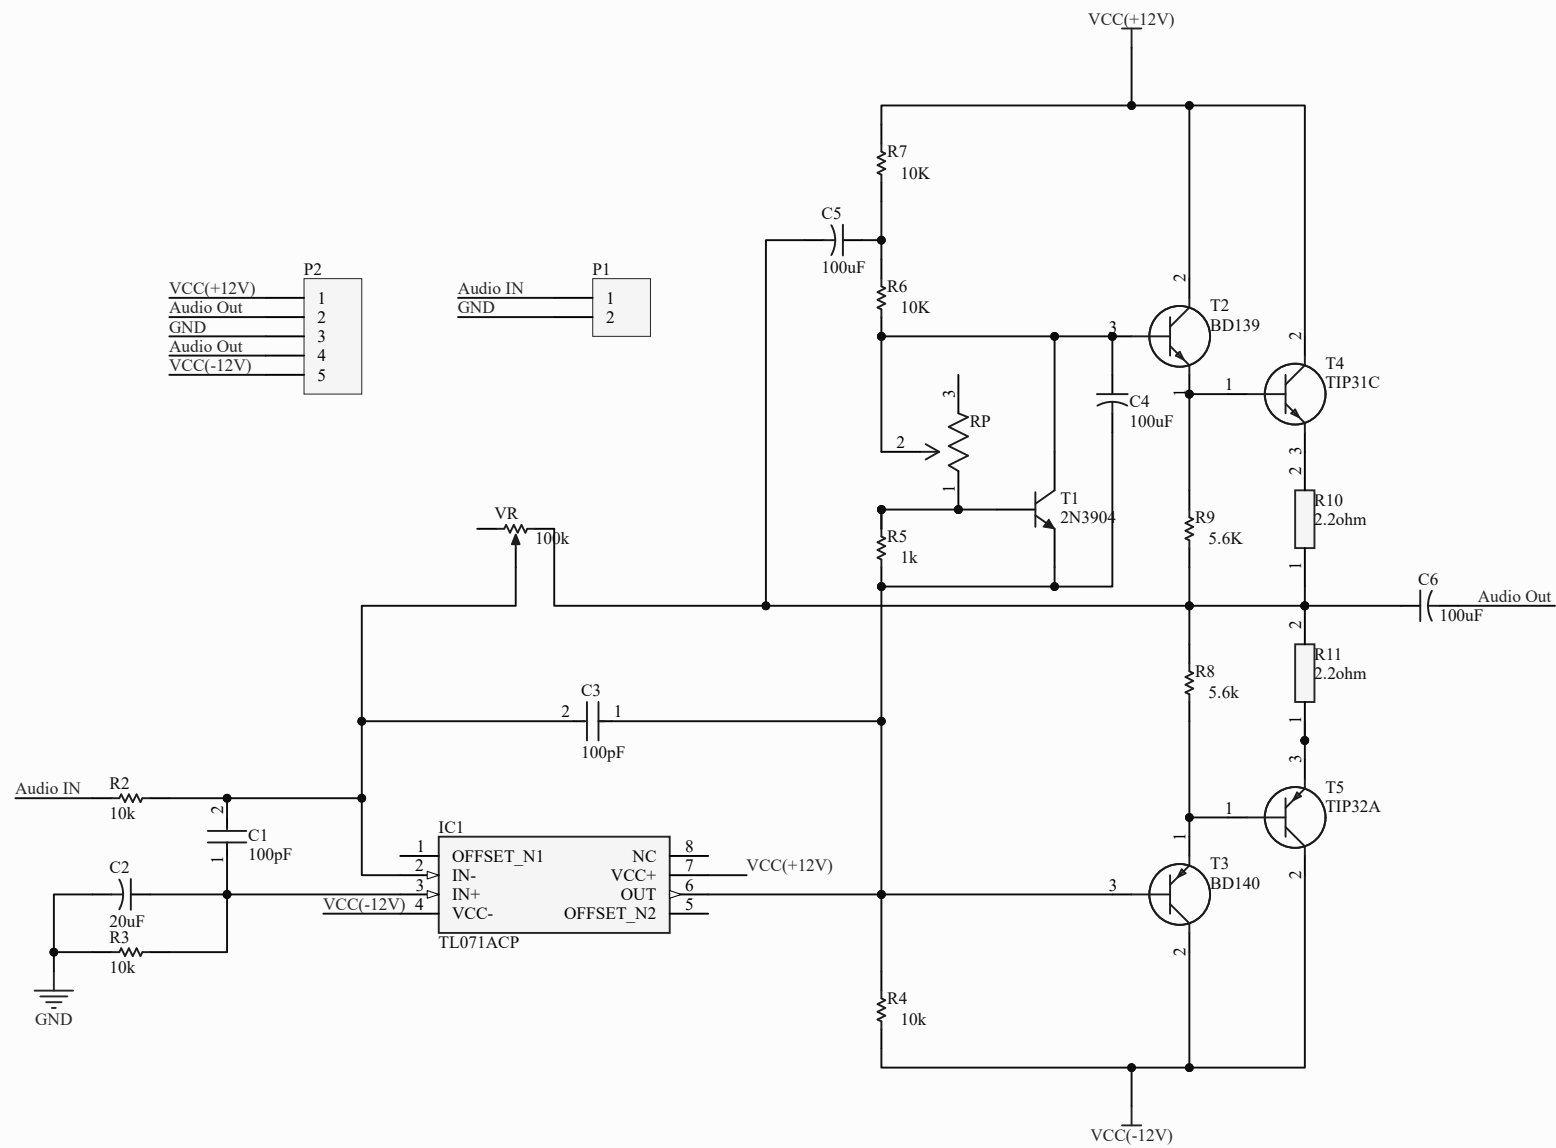 VCC(+12V)
R7
10K
C5
100uF
R6
10K
P2
VCC(+12V) 1
Audio Out 2
GND 3
Audio Out 4
VCC(-12V) 5
P1
Audio IN 1
GND 2
2
T2
BD139
3
1
2
T4
TIP31C
1
3
C4
100uF
3
RP
2
1
T1
2N3904
R5
1k
VR
100k
R9
5.6K
2
R10
2.2ohm
1
C6
100uF
Audio Out
2
R11
2.2ohm
1
R8
5.6k
C3
2 1
100pF
3
T5
TIP32A
1
2
Audio IN
R2
10k
2
C1
100pF
1
C2
20uF
R3
10k
GND
IC1
1 OFFSET_N1 NC 8
2 IN- VCC+ 7 VCC(+12V)
3 IN+ OUT 6
VCC(-12V) 4 VCC- OFFSET_N2 5
TL071ACP
1
T3
BD140
3
2
R4
10k
VCC(-12V)